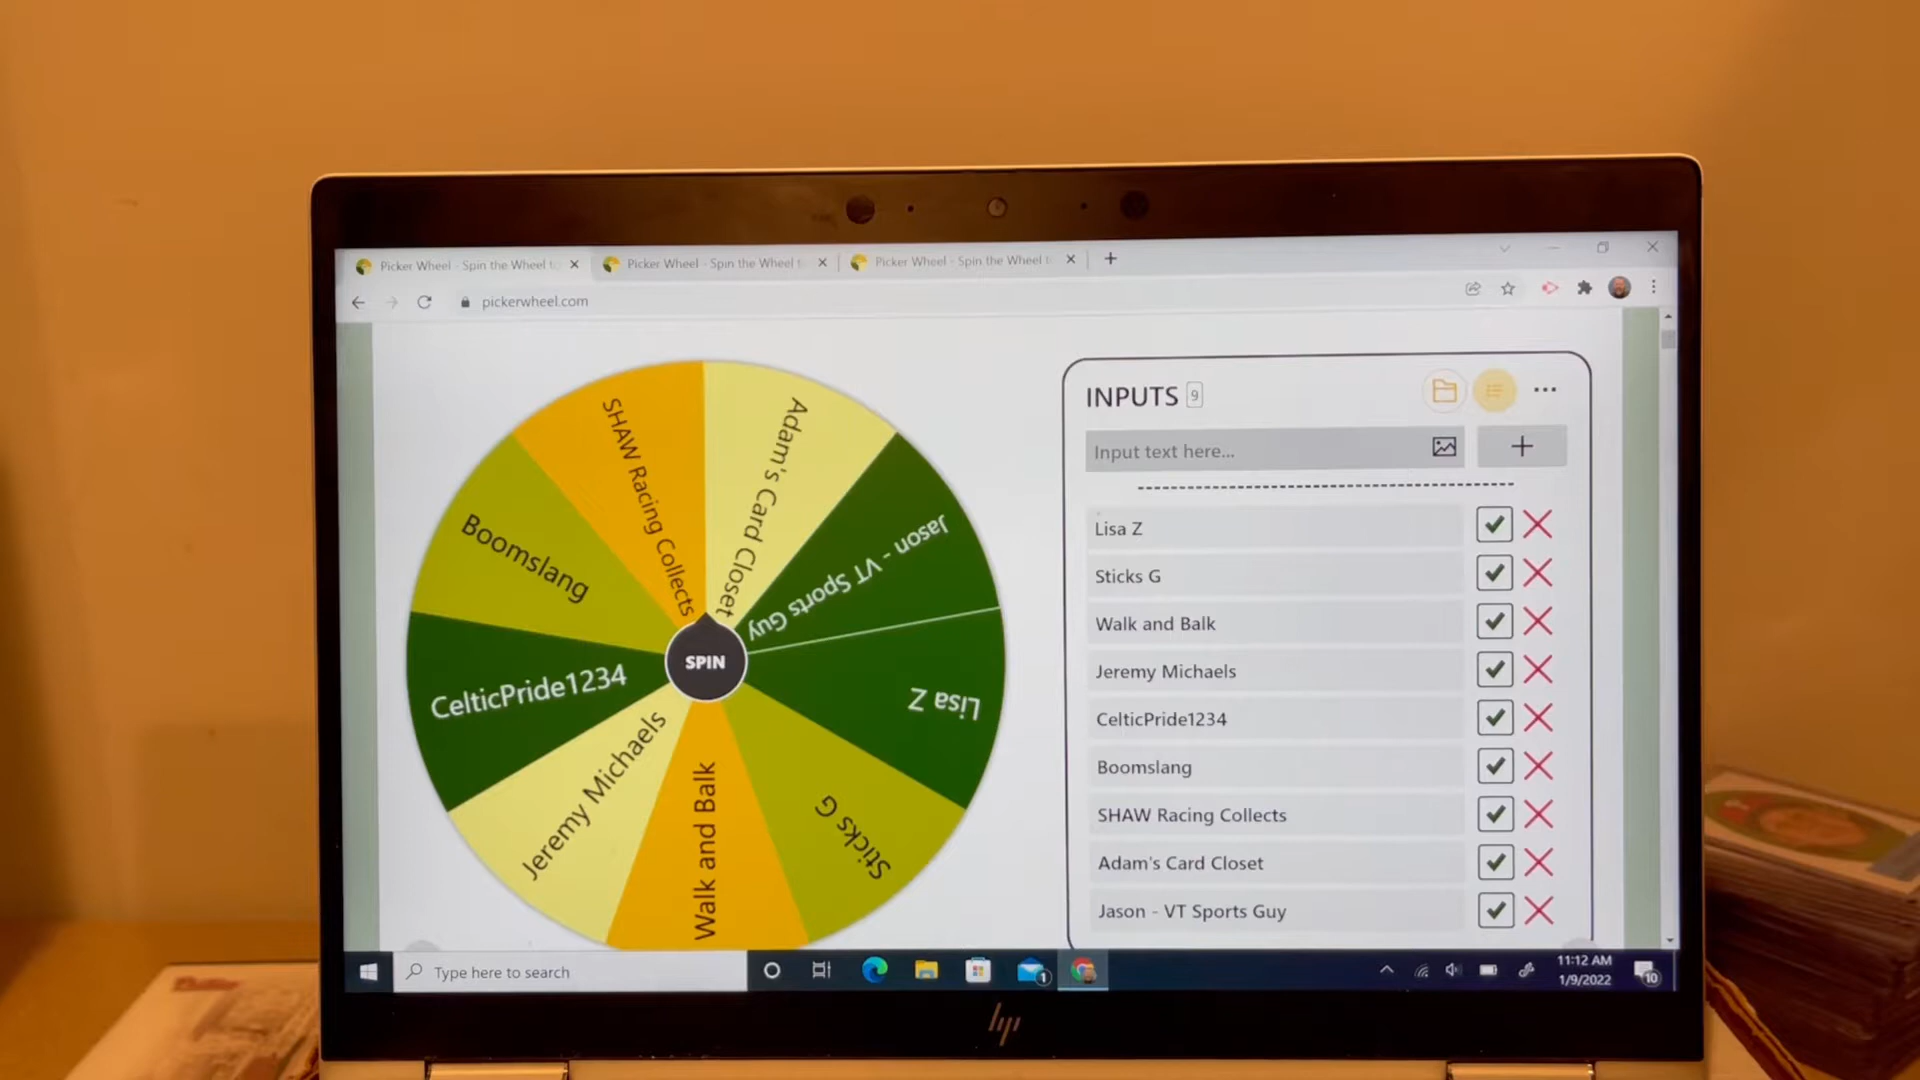 Picker Wheel - Spin the Wheel t
Picker Wheel - Spin the Wheel t
Picker Wheel - Spin the Wheel t
pickerwheel.com
SHAW Racing Collects
Adam's Card Closet
Boomslang
Jason - VT Sports Guy
CelticPride1234
SPIN
Lisa Z
Jeremy Michaels
Walk and Balk
Sticks G
INPUTS 9
Input text here...
Lisa Z
Sticks G
Walk and Balk
Jeremy Michaels
CelticPride1234
Boomslang
SHAW Racing Collects
Adam's Card Closet
Jason - VT Sports Guy
Type here to search
1
11:12 AM
1/9/2022
10
hp